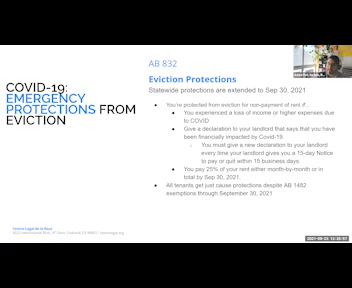 AB 832
Eviction Protections
Statewide protections are extended to Sep 30, 2021
COVID-19:
EMERGENCY
PROTECTIONS FROM
EVICTION
• You're protected from eviction for non-payment of rent if...
• You experienced a loss of income or higher expenses due
to COVID
• Give a declaration to your landlord that says that you have
been financially impacted by Covid-19.
○ You must give a new declaration to your landlord
every time your landlord gives you a 15-day Notice
to pay or quit within 15 business days
• You pay 25% of your rent either month-by-month or in
total by Sep 30, 2021.
• All tenants get just cause protections despite AB 1482
exemptions through September 30, 2021
Centro Legal de la Raza